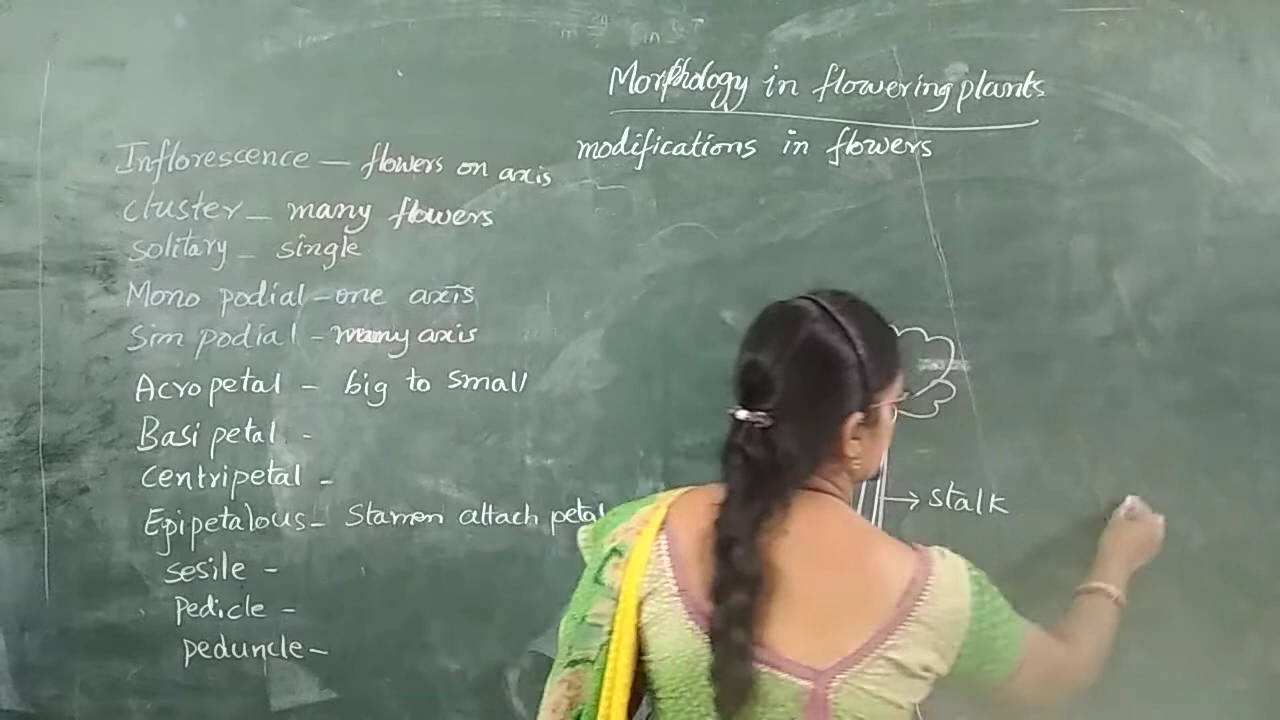 Morphology in flowering plants
modifications in flowers
Inflorescence — flowers on axis
cluster — many flowers
solitary — single
Mono podial - one axis
Sim podial - many axis
Acropetal - big to small
Basi petal -
centripetal -
Epipetalous - Stamen attach petal
sesile -
pedicle -
peduncle -
stalk